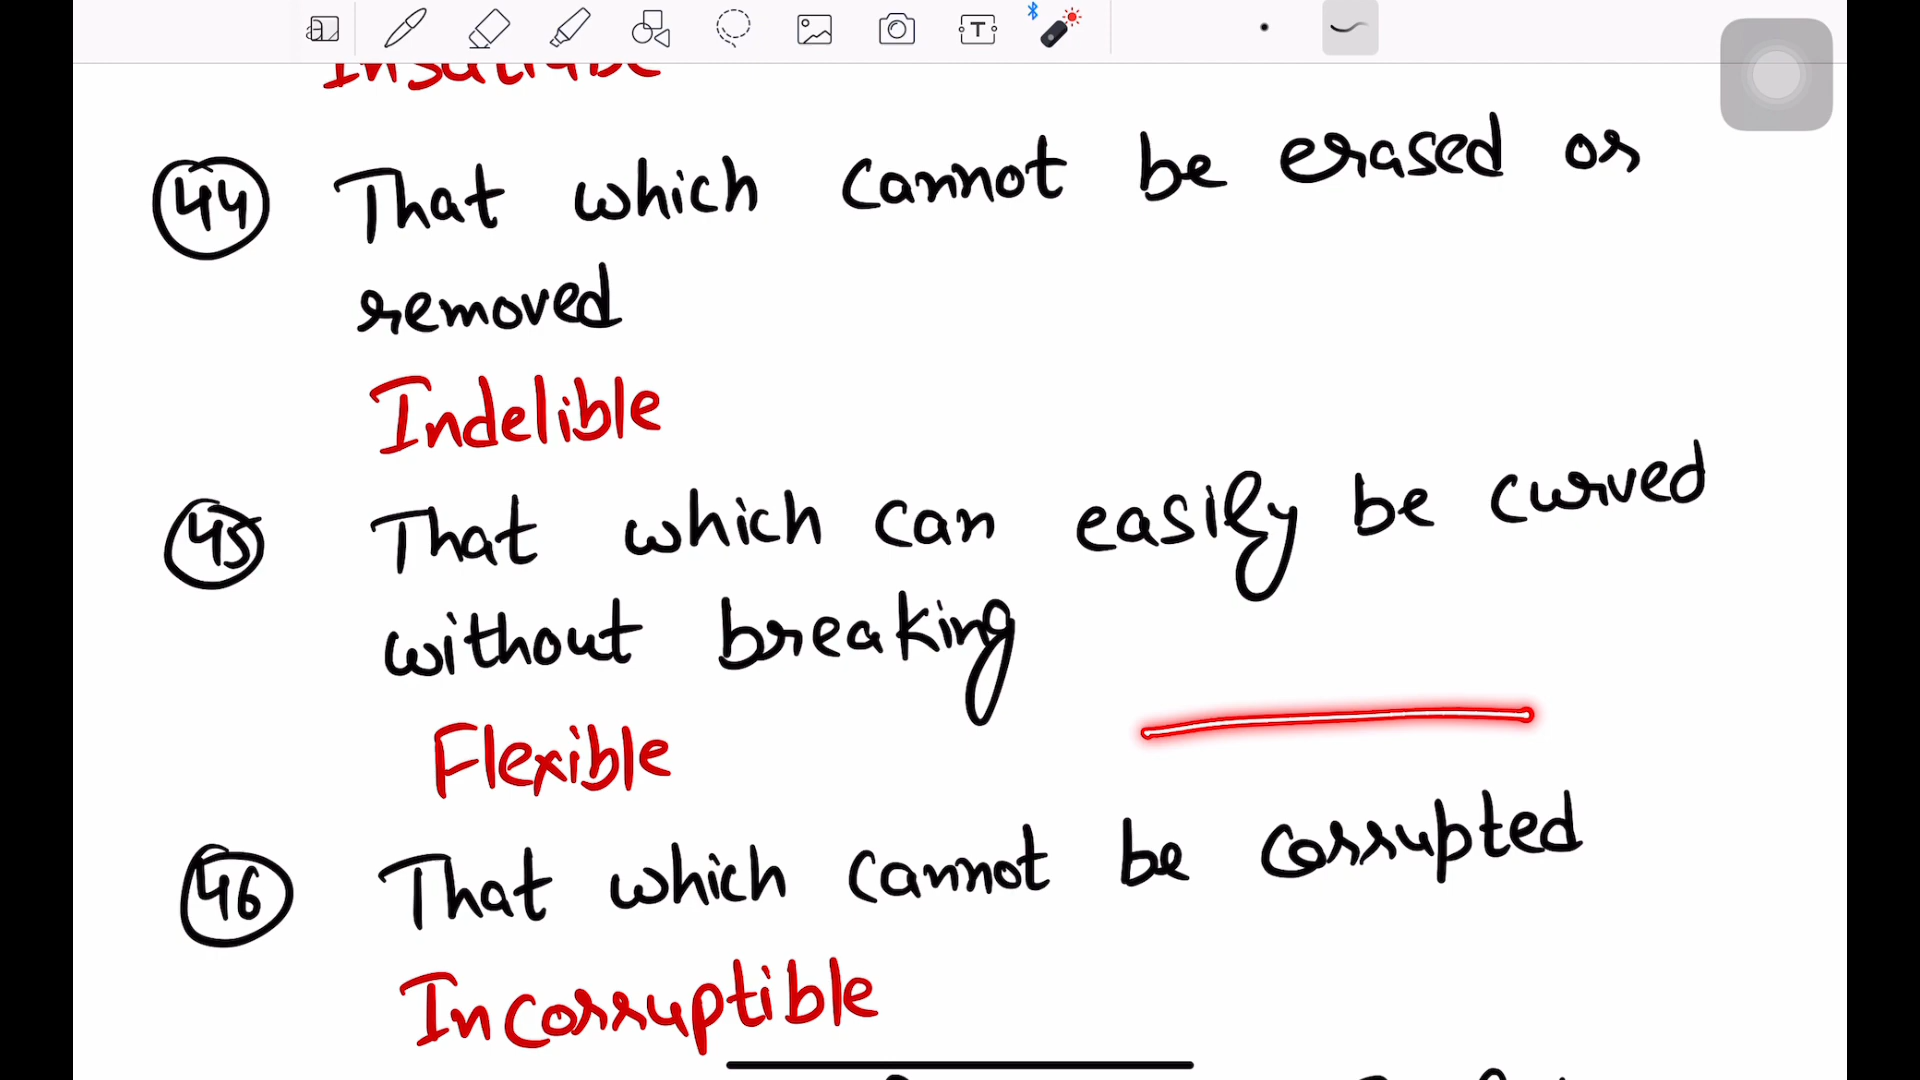 44 That which cannot be erased or
removed
Indelible
45 That which can easily be curved
without breaking
Flexible
46 That which cannot be corrupted
Incorruptible